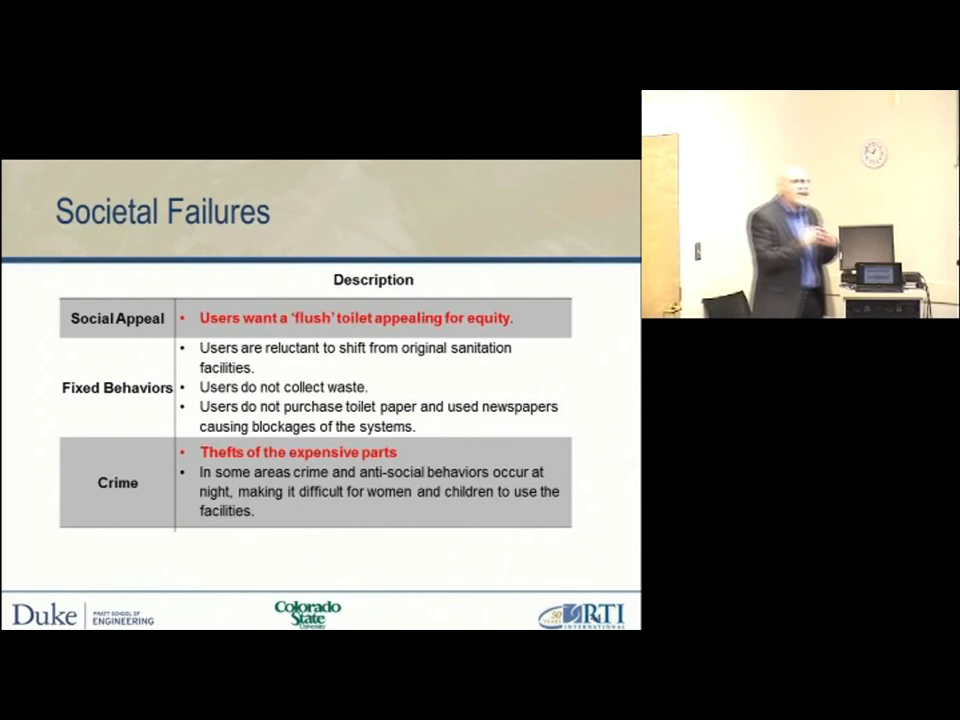 Societal Failures
Description
Social Appeal
• Users want a ‘flush’ toilet appealing for equity.
Fixed Behaviors
• Users are reluctant to shift from original sanitation
facilities.
• Users do not collect waste.
• Users do not purchase toilet paper and used newspapers
causing blockages of the systems.
Crime
• Thefts of the expensive parts
• In some areas crime and anti-social behaviors occur at
night, making it difficult for women and children to use the
facilities.
Duke
PRATT SCHOOL OF
ENGINEERING
Colorado
State
University
50
YEARS
RTI
INTERNATIONAL